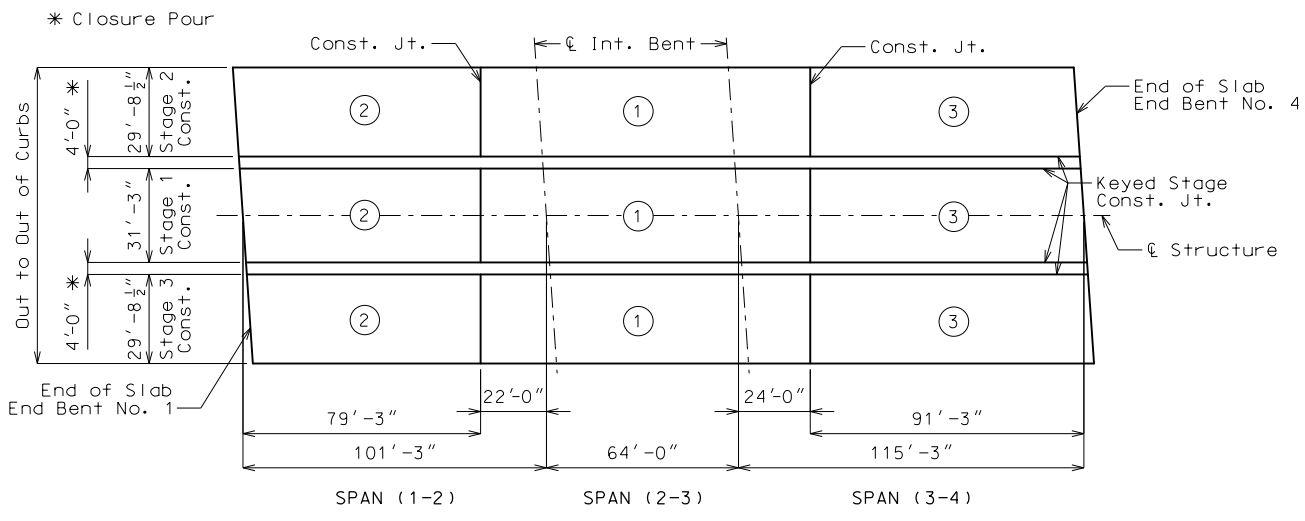 * Closure Pour
Const. Jt.
℄ Int. Bent
Const. Jt.
End of Slab
End Bent No. 4
Out to Out of Curbs
4'-0" *
29'-8½"
Stage 2
Const.
31'-3"
Stage 1
Const.
4'-0" *
29'-8½"
Stage 3
Const.
2
1
3
2
1
3
2
1
3
Keyed Stage
Const. Jt.
℄ Structure
End of Slab
End Bent No. 1
22'-0"
24'-0"
79'-3"
91'-3"
101'-3"
64'-0"
115'-3"
SPAN (1-2)
SPAN (2-3)
SPAN (3-4)